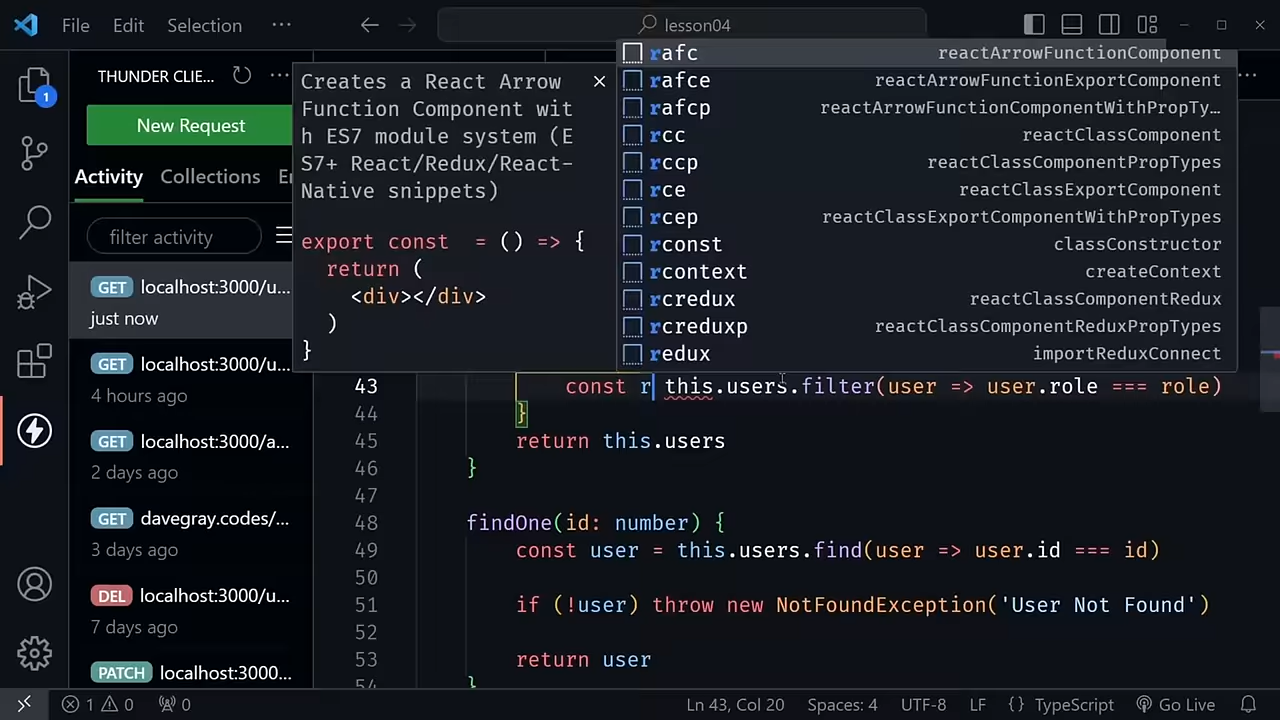 File Edit Selection ··· lesson04
THUNDER CLIE... ···
New Request
Activity Collections
filter activity
GET localhost:3000/u...
just now
GET localhost:3000/u...
4 hours ago
GET localhost:3000/a...
2 days ago
GET davegray.codes/...
3 days ago
DEL localhost:3000/u...
7 days ago
PATCH localhost:3000...
1
Creates a React Arrow
Function Component wit
h ES7 module system (E
S7+ React/Redux/React-
Native snippets)
export const  = () => {
return (
<div></div>
)
}
rafc reactArrowFunctionComponent
rafce reactArrowFunctionExportComponent
rafcp reactArrowFunctionComponentWithPropTy…
rcc reactClassComponent
rccp reactClassComponentPropTypes
rce reactClassExportComponent
rcep reactClassExportComponentWithPropTypes
rconst classConstructor
rcontext createContext
rcredux reactClassComponentRedux
rcreduxp reactClassComponentReduxPropTypes
redux importReduxConnect
43 const r this.users.filter(user => user.role === role)
44 }
45 return this.users
46 }
47
48 findOne(id: number) {
49 const user = this.users.find(user => user.id === id)
50
51 if (!user) throw new NotFoundException('User Not Found')
52
53 return user
54 }
1 0 0 Ln 43, Col 20 Spaces: 4 UTF-8 LF {} TypeScript Go Live